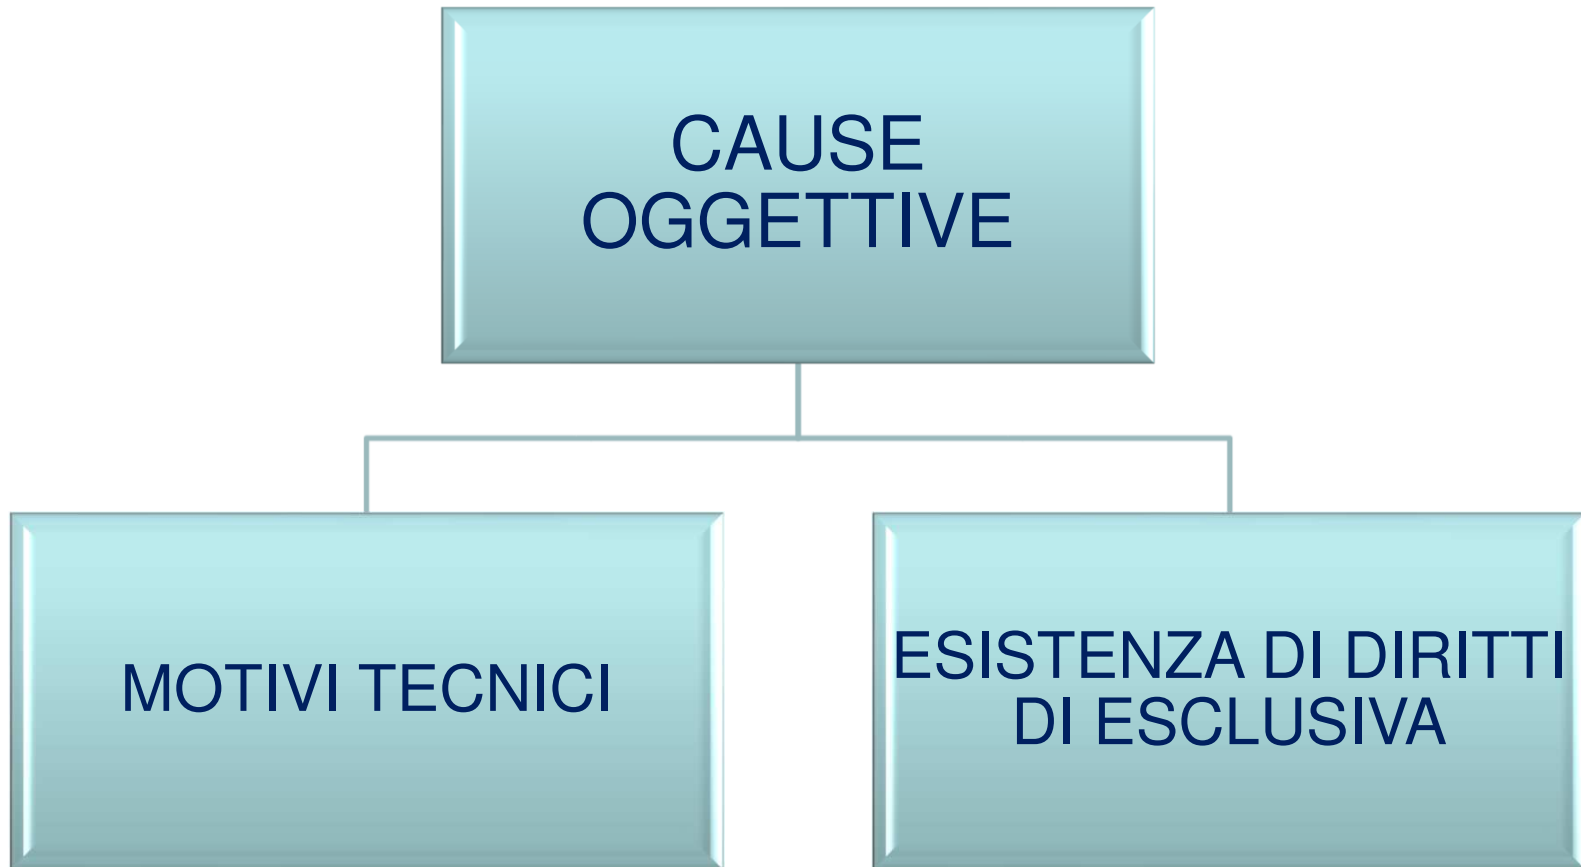 CAUSE
OGGETTIVE
MOTIVI TECNICI
ESISTENZA DI DIRITTI
DI ESCLUSIVA